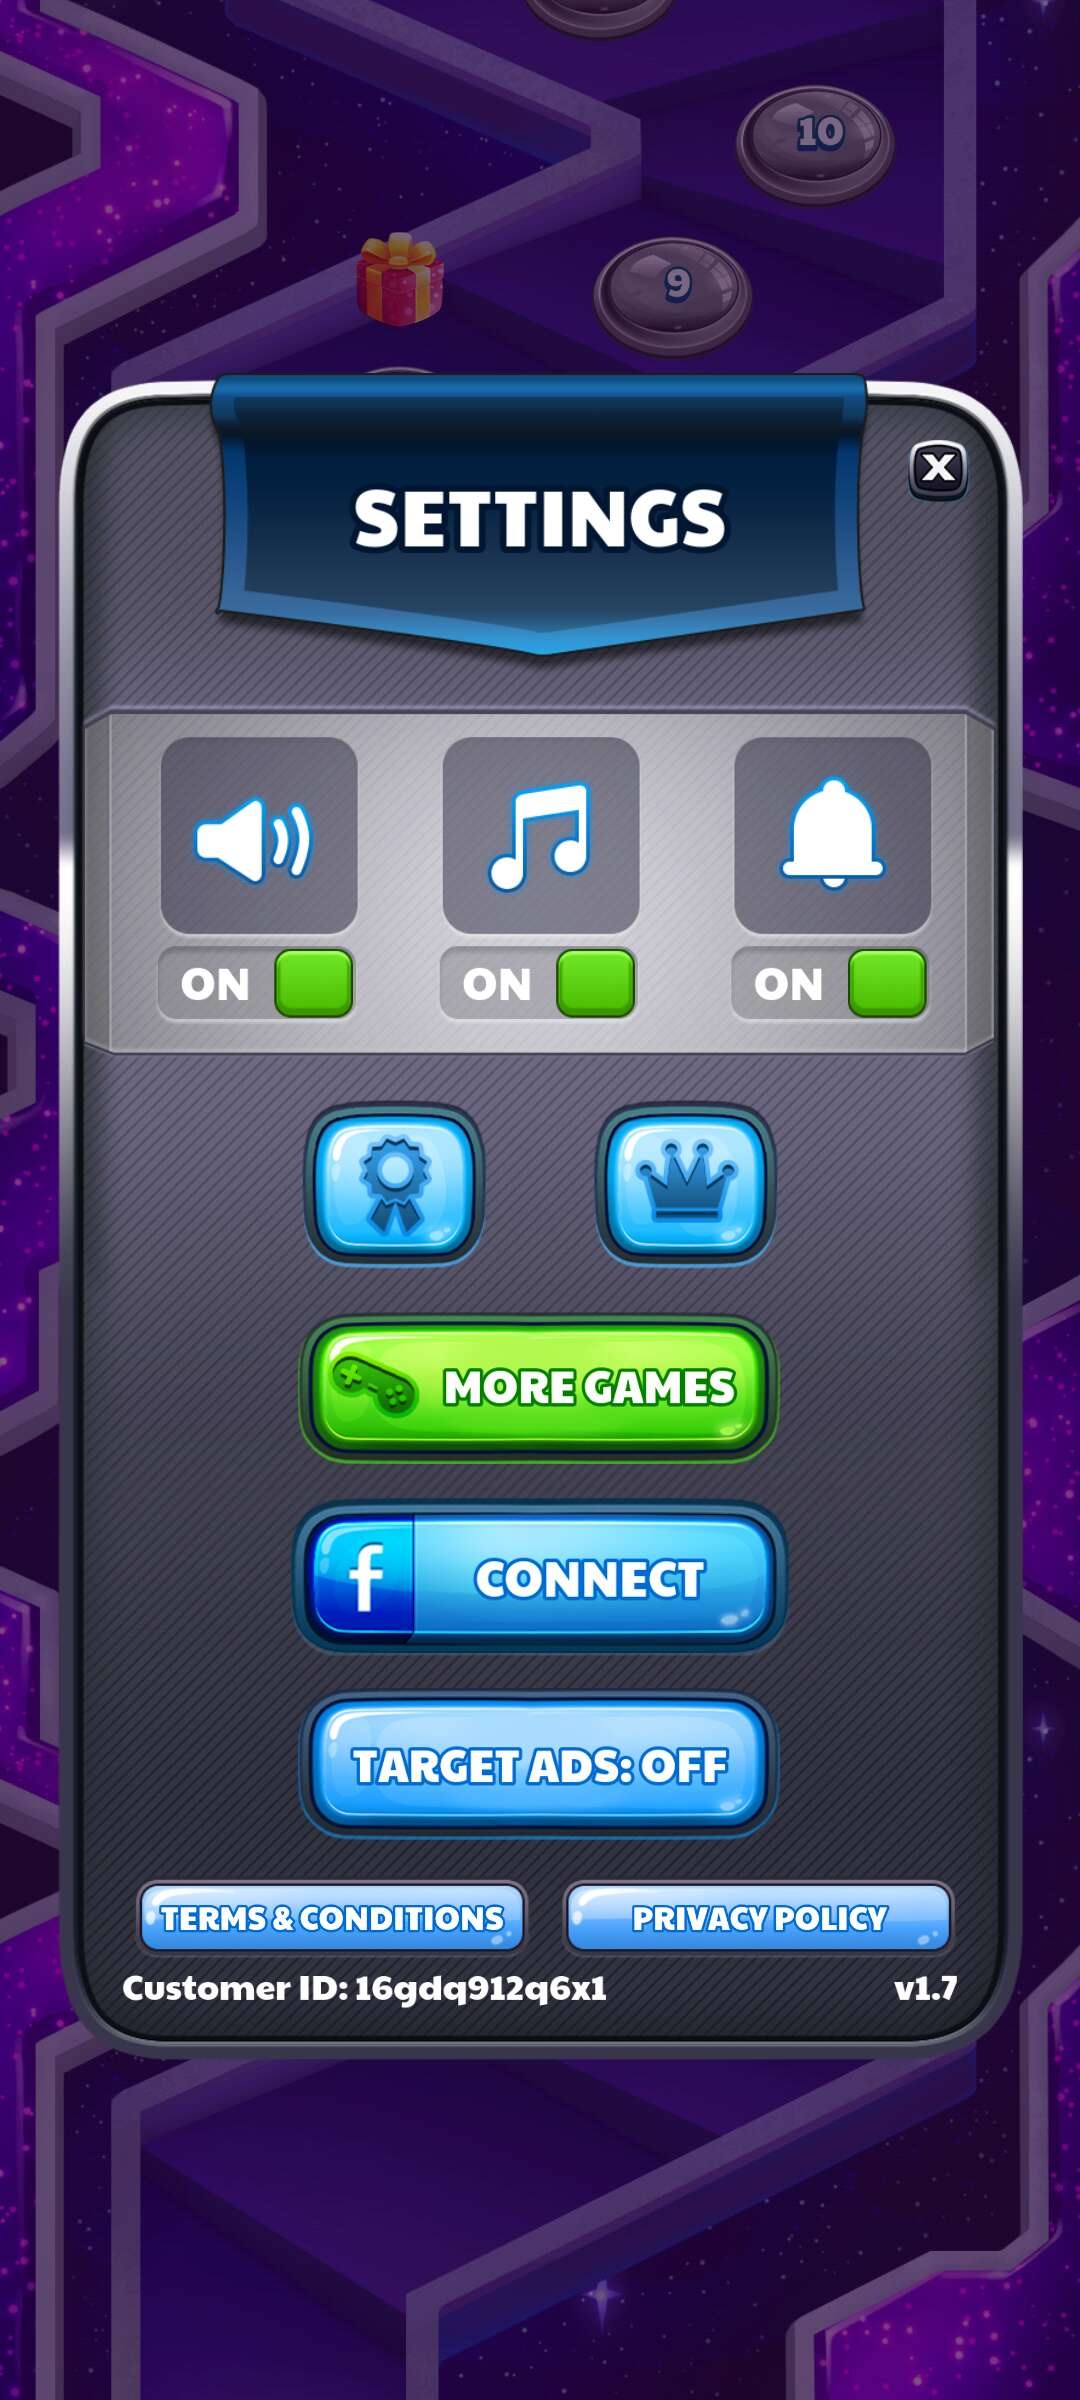 10
9
SETTINGS
X
ON ON ON
MORE GAMES
f CONNECT
TARGET ADS: OFF
TERMS & CONDITIONS PRIVACY POLICY
Customer ID: 16gdq912q6x1 v1.7